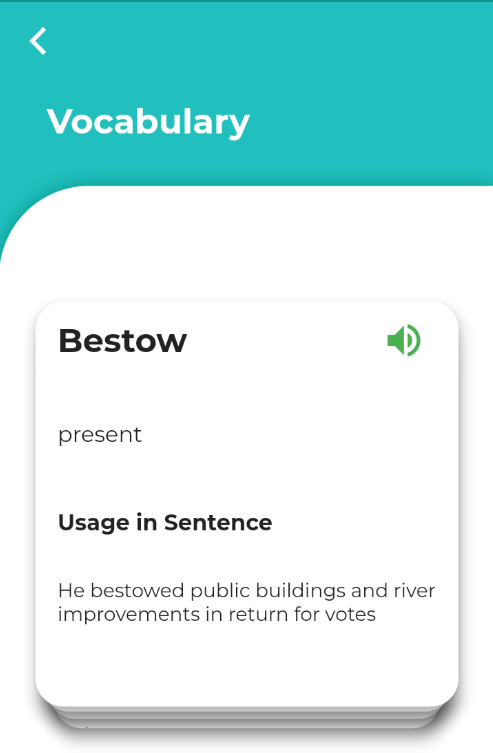 Vocabulary
Bestow
present
Usage in Sentence
He bestowed public buildings and river
improvements in return for votes